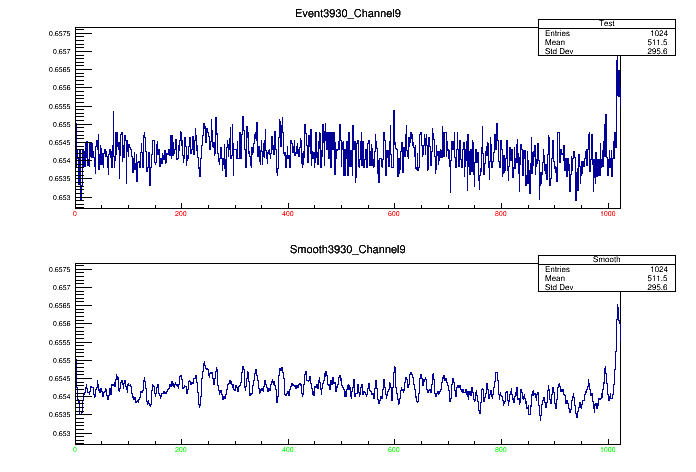 Event3930_Channel9
Test
Entries 1024
Mean 511.5
Std Dev 295.6
0.6575
0.657
0.6565
0.656
0.6555
0.655
0.6545
0.654
0.6535
0.653
0 200 400 600 800 1000
Smooth3930_Channel9
Smooth
Entries 1024
Mean 511.5
Std Dev 295.6
0.6575
0.657
0.6565
0.656
0.6555
0.655
0.6545
0.654
0.6535
0.653
0 200 400 600 800 1000